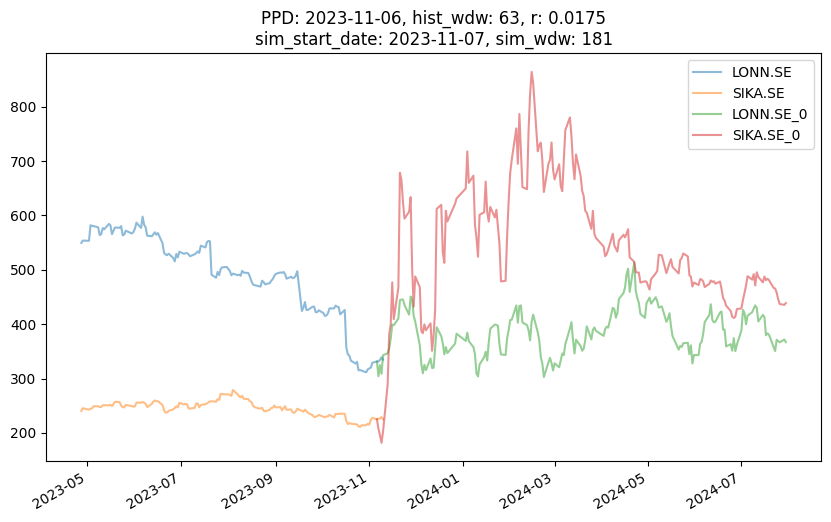 PPD: 2023-11-06, hist_wdw: 63, r: 0.0175
sim_start_date: 2023-11-07, sim_wdw: 181
LONN.SE
SIKA.SE
LONN.SE_0
SIKA.SE_0
800
700
600
500
400
300
200
2023-05
2023-07
2023-09
2023-11
2024-01
2024-03
2024-05
2024-07